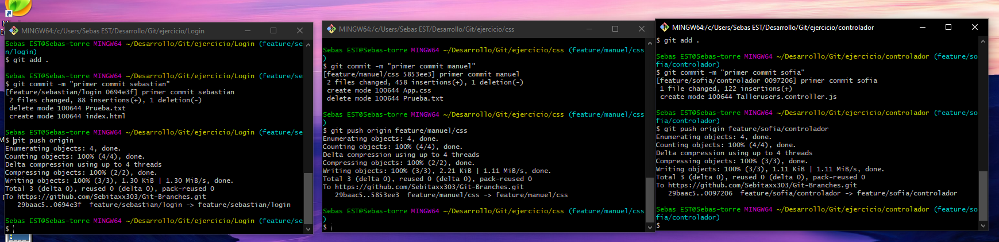 MINGW64:/c/Users/Sebas EST/Desarrollo/Git/ejercicio/Login
Sebas EST@Sebas-torre MINGW64 ~/Desarrollo/Git/ejercicio/Login (feature/se
n/login)
$ git add .
Sebas EST@Sebas-torre MINGW64 ~/Desarrollo/Git/ejercicio/Login (feature/se
$ git commit -m "primer commit sebastian"
[feature/sebastian/login 0694e3f] primer commit sebastian
2 files changed, 88 insertions(+), 1 deletion(-)
delete mode 100644 Prueba.txt
create mode 100644 index.html
Sebas EST@Sebas-torre MINGW64 ~/Desarrollo/Git/ejercicio/Login (feature/se
$ git push origin
Enumerating objects: 4, done.
Counting objects: 100% (4/4), done.
Delta compression using up to 4 threads
Compressing objects: 100% (2/2), done.
Writing objects: 100% (3/3), 1.30 KiB | 1.30 MiB/s, done.
Total 3 (delta 0), reused 0 (delta 0), pack-reused 0
To https://github.com/Sebitaxx303/Git-Branches.git
29baac5..0694e3f  feature/sebastian/login -> feature/sebastian/login
Sebas EST@Sebas-torre MINGW64 ~/Desarrollo/Git/ejercicio/Login (feature/se
$
MINGW64:/c/Users/Sebas EST/Desarrollo/Git/ejercicio/css
Sebas EST@Sebas-torre MINGW64 ~/Desarrollo/Git/ejercicio/css (feature/manuel/css
)
$ git commit -m "primer commit manuel"
[feature/manuel/css 5853ee3] primer commit manuel
2 files changed, 458 insertions(+), 1 deletion(-)
create mode 100644 App.css
delete mode 100644 Prueba.txt
Sebas EST@Sebas-torre MINGW64 ~/Desarrollo/Git/ejercicio/css (feature/manuel/css
)
$ git push origin feature/manuel/css
Enumerating objects: 4, done.
Counting objects: 100% (4/4), done.
Delta compression using up to 4 threads
Compressing objects: 100% (2/2), done.
Writing objects: 100% (3/3), 2.21 KiB | 1.11 MiB/s, done.
Total 3 (delta 0), reused 0 (delta 0), pack-reused 0
To https://github.com/Sebitaxx303/Git-Branches.git
29baac5..5853ee3  feature/manuel/css -> feature/manuel/css
Sebas EST@Sebas-torre MINGW64 ~/Desarrollo/Git/ejercicio/css (feature/manuel/css
)
$
MINGW64:/c/Users/Sebas EST/Desarrollo/Git/ejercicio/controlador
$ git add .
Sebas EST@Sebas-torre MINGW64 ~/Desarrollo/Git/ejercicio/controlador (feature/so
fia/controlador)
$ git commit -m "primer commit sofia"
[feature/sofia/controlador 0097206] primer commit sofia
1 file changed, 122 insertions(+)
create mode 100644 Tallerusers.controller.js
Sebas EST@Sebas-torre MINGW64 ~/Desarrollo/Git/ejercicio/controlador (feature/so
fia/controlador)
$ git push origin feature/sofia/controlador
Enumerating objects: 4, done.
Counting objects: 100% (4/4), done.
Delta compression using up to 4 threads
Compressing objects: 100% (3/3), done.
Writing objects: 100% (3/3), 1.11 KiB | 1.11 MiB/s, done.
Total 3 (delta 0), reused 0 (delta 0), pack-reused 0
To https://github.com/Sebitaxx303/Git-Branches.git
29baac5..0097206  feature/sofia/controlador -> feature/sofia/controlador
Sebas EST@Sebas-torre MINGW64 ~/Desarrollo/Git/ejercicio/controlador (feature/so
fia/controlador)
$